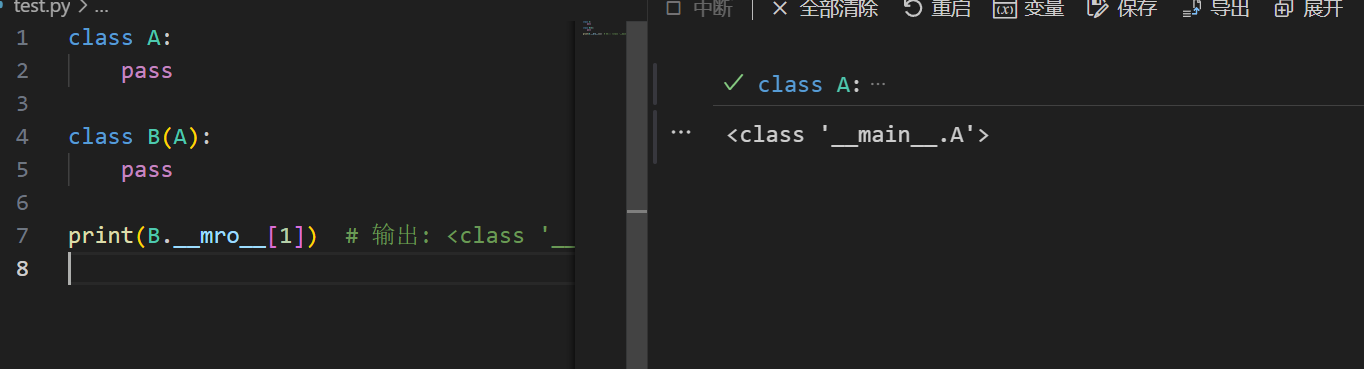 test.py > ...
1 class A:
2     pass
3
4 class B(A):
5     pass
6
7 print(B.__mro__[1])  # 输出: <class '__
8
中断 全部清除 重启 变量 保存 导出 展开
class A: ...
... <class '__main__.A'>